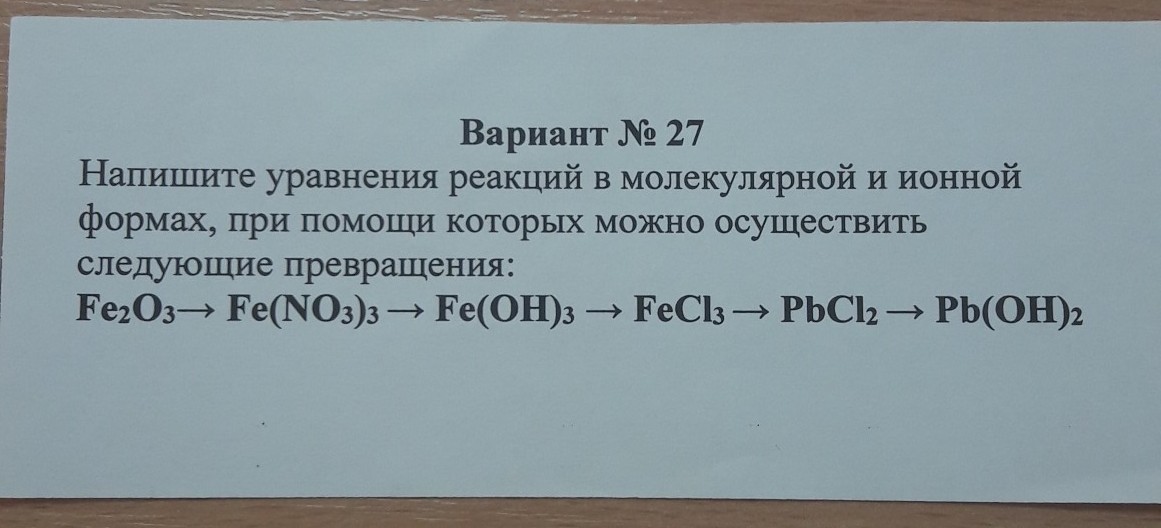 Вариант № 27
Напишите уравнения реакций в молекулярной и ионной
формах, при помощи которых можно осуществить
следующие превращения:
Fe₂O₃→ Fe(NO₃)₃ → Fe(OH)₃ → FeCl₃ → PbCl₂ → Pb(OH)₂